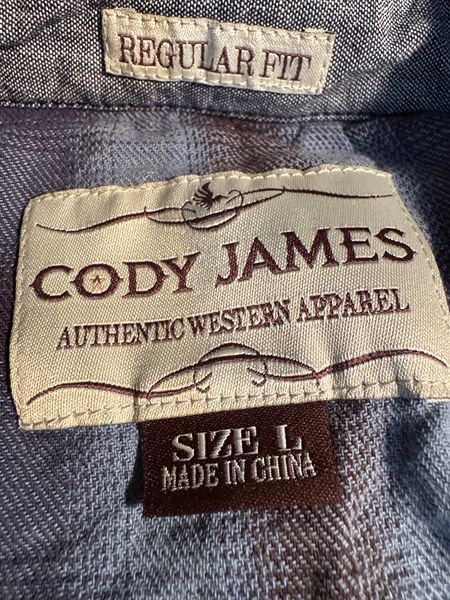 REGULAR FIT
CODY JAMES
AUTHENTIC WESTERN APPAREL
SIZE L
MADE IN CHINA